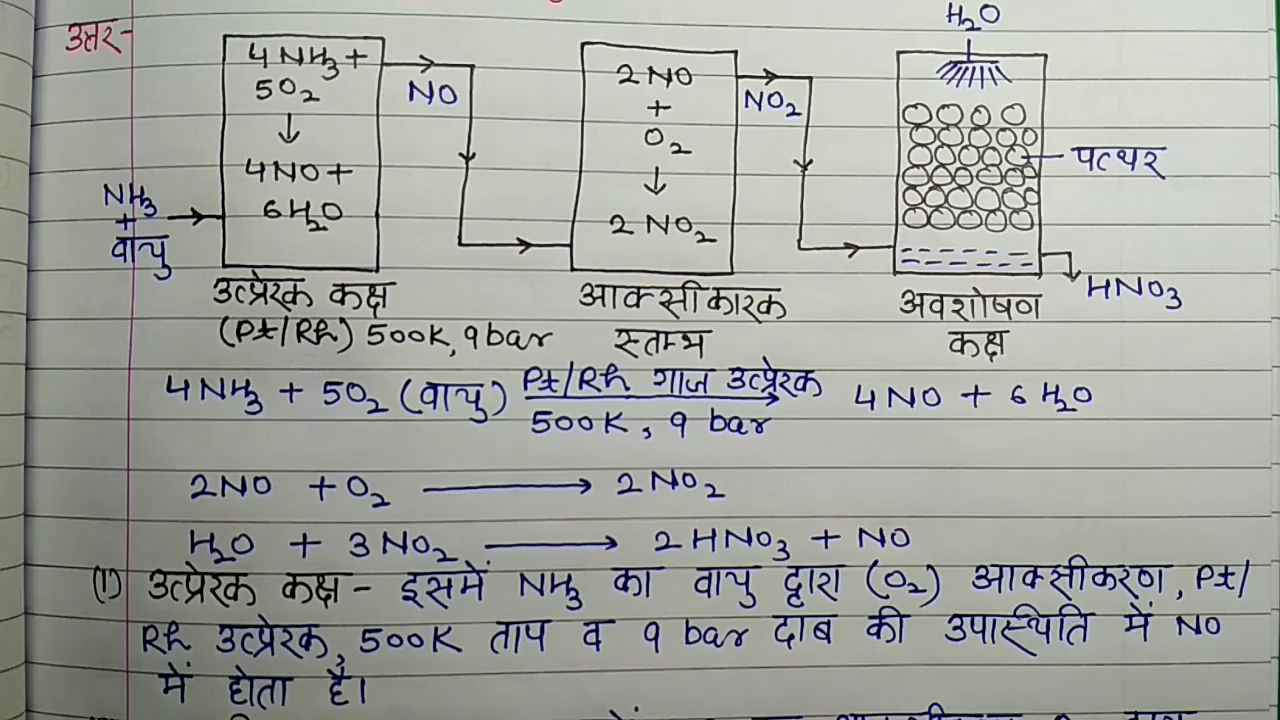 उत्तर-
H₂O
4NH₃+
5O₂
↓
4NO+
6H₂O
NO
2NO
+
O₂
↓
2NO₂
NO₂
पत्थर
NH₃
+
वायु
HNO₃
उत्प्रेरक कक्ष
(Pt/Rh) 500K, 9 bar
आक्सीकारक
स्तम्भ
अवशोषण
कक्ष
4NH₃ + 5O₂ (वायु) Pt/Rh गाज उत्प्रेरक → 4NO + 6H₂O
500K, 9 bar
2NO + O₂ → 2NO₂
H₂O + 3NO₂ → 2HNO₃ + NO
(1) उत्प्रेरक कक्ष - इसमें NH₃ का वायु द्वारा (O₂) आक्सीकरण, Pt/
Rh उत्प्रेरक, 500K ताप व 9 bar दाब की उपास्थिति में NO
में होता है।